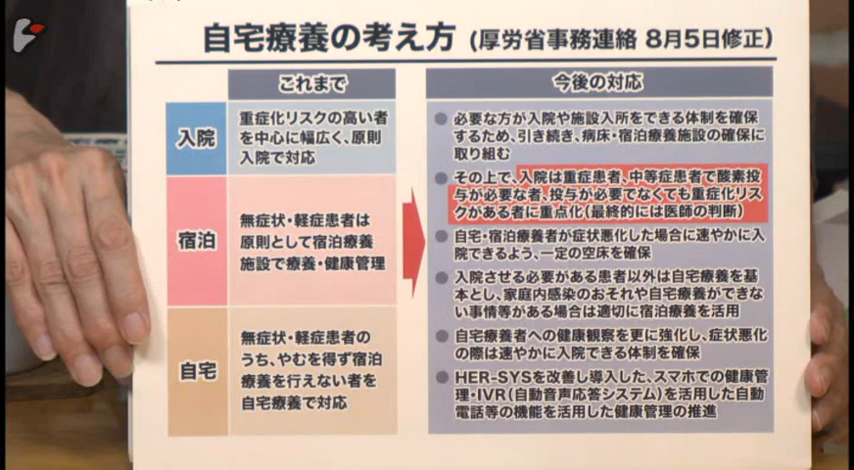 自宅療養の考え方 (厚労省事務連絡 8月5日修正)
これまで
入院
重症化リスクの高い者
を中心に幅広く、原則
入院で対応
宿泊
無症状・軽症患者は
原則として宿泊療養
施設で療養・健康管理
自宅
無症状・軽症患者の
うち、やむを得ず宿泊
療養を行えない者を
自宅療養で対応
今後の対応
● 必要な方が入院や施設入所をできる体制を確保
するため、引き続き、病床・宿泊療養施設の確保に
取り組む
● その上で、入院は重症患者、中等症患者で酸素投
与が必要な者、投与が必要でなくても重症化リス
クがある者に重点化(最終的には医師の判断)
● 自宅・宿泊療養者が症状悪化した場合に速やかに入
院できるよう、一定の空床を確保
● 入院させる必要がある患者以外は自宅療養を基
本とし、家庭内感染のおそれや自宅療養ができな
い事情等がある場合は適切に宿泊療養を活用
● 自宅療養者への健康観察を更に強化し、症状悪化
の際は速やかに入院できる体制を確保
● HER-SYSを改善し導入した、スマホでの健康管
理・IVR(自動音声応答システム)を活用した自動
電話等の機能を活用した健康管理の推進